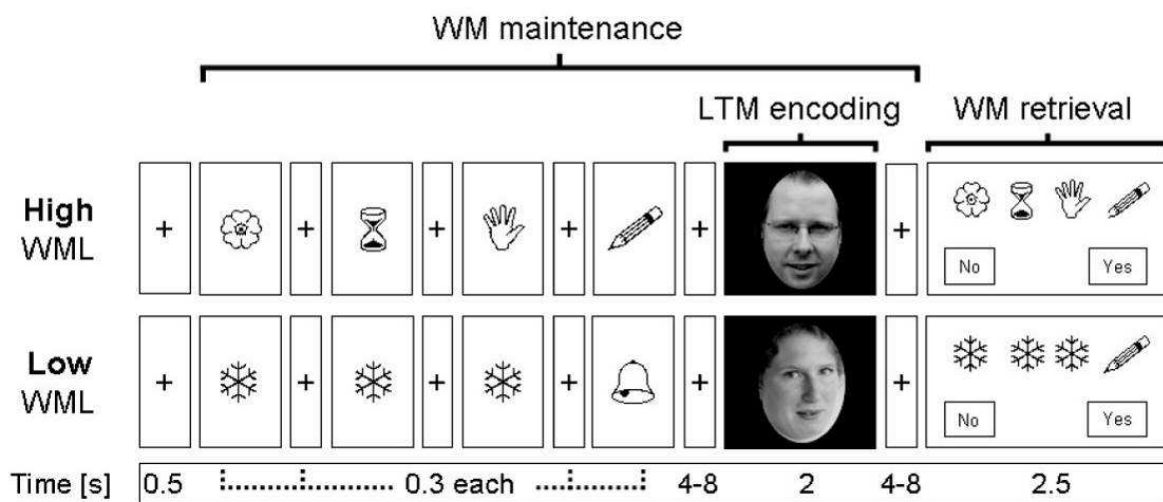 WM maintenance
LTM encoding WM retrieval
High
WML
+ + + + + +
No Yes
Low
WML
+ + + + + +
No Yes
Time [s] 0.5 0.3 each 4-8 2 4-8 2.5